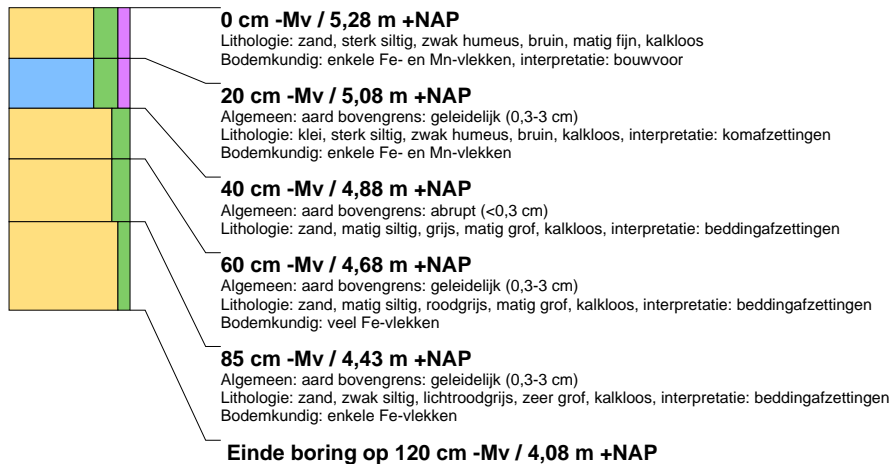 0 cm -Mv / 5,28 m +NAP
Lithologie: zand, sterk siltig, zwak humeus, bruin, matig fijn, kalkloos
Bodemkundig: enkele Fe- en Mn-vlekken, interpretatie: bouwvoor
20 cm -Mv / 5,08 m +NAP
Algemeen: aard bovengrens: geleidelijk (0,3-3 cm)
Lithologie: klei, sterk siltig, zwak humeus, bruin, kalkloos, interpretatie: komafzettingen
Bodemkundig: enkele Fe- en Mn-vlekken
40 cm -Mv / 4,88 m +NAP
Algemeen: aard bovengrens: abrupt (<0,3 cm)
Lithologie: zand, matig siltig, grijs, matig grof, kalkloos, interpretatie: beddingafzettingen
60 cm -Mv / 4,68 m +NAP
Algemeen: aard bovengrens: geleidelijk (0,3-3 cm)
Lithologie: zand, matig siltig, roodgrijs, matig grof, kalkloos, interpretatie: beddingafzettingen
Bodemkundig: veel Fe-vlekken
85 cm -Mv / 4,43 m +NAP
Algemeen: aard bovengrens: geleidelijk (0,3-3 cm)
Lithologie: zand, zwak siltig, lichtroodgrijs, zeer grof, kalkloos, interpretatie: beddingafzettingen
Bodemkundig: enkele Fe-vlekken
Einde boring op 120 cm -Mv / 4,08 m +NAP